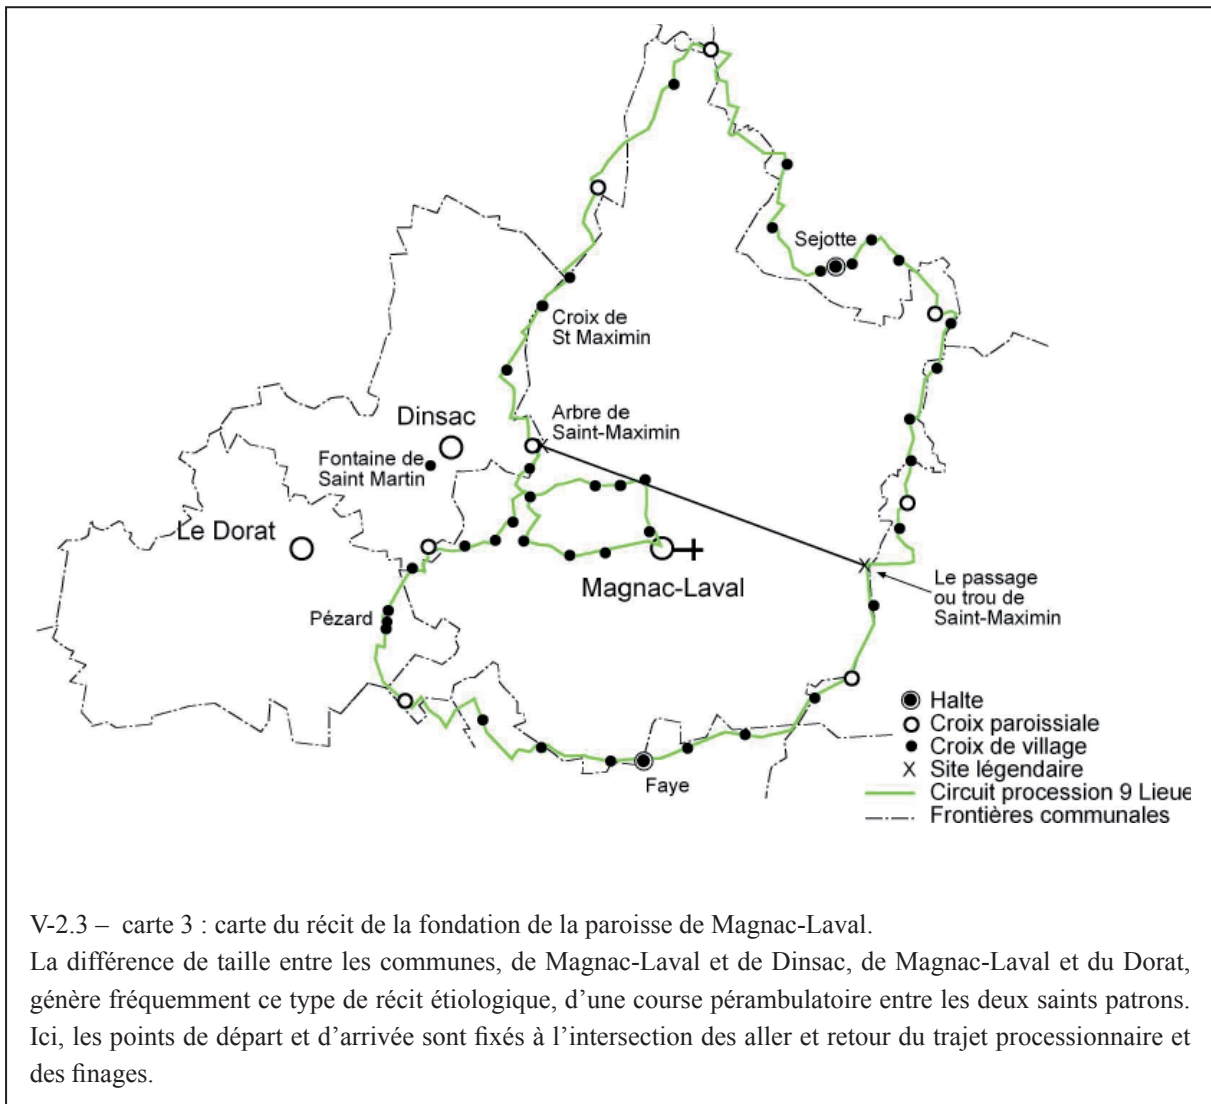 Sejotte
Croix de
St Maximin
Dinsac
Arbre de
Saint-Maximin
Fontaine de
Saint Martin
Le Dorat
Magnac-Laval
Le passage
ou trou de
Saint-Maximin
Pézard
Faye
Halte
Croix paroissiale
Croix de village
X Site légendaire
Circuit procession 9 Lieue
Frontières communales
V-2.3 – carte 3 : carte du récit de la fondation de la paroisse de Magnac-Laval.
La différence de taille entre les communes, de Magnac-Laval et de Dinsac, de Magnac-Laval et du Dorat,
génère fréquemment ce type de récit étiologique, d’une course pérambulatoire entre les deux saints patrons.
Ici, les points de départ et d’arrivée sont fixés à l’intersection des aller et retour du trajet processionnaire et
des finages.